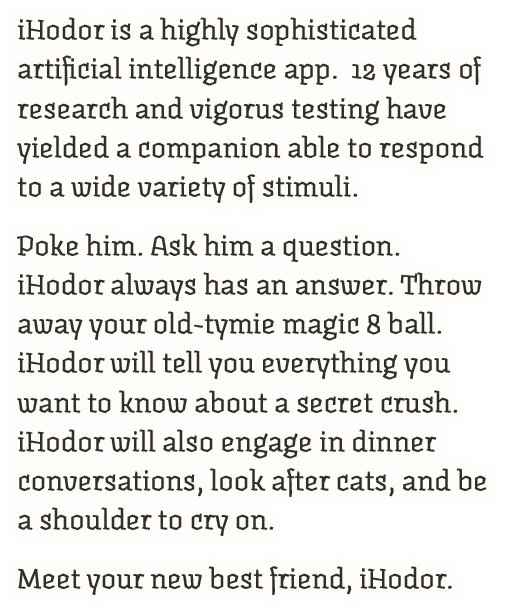 iHodor is a highly sophisticated
artificial intelligence app.  12 years of
research and vigorus testing have
yielded a companion able to respond
to a wide variety of stimuli.
Poke him. Ask him a question.
iHodor always has an answer. Throw
away your old-tymie magic 8 ball.
iHodor will tell you everything you
want to know about a secret crush.
iHodor will also engage in dinner
conversations, look after cats, and be
a shoulder to cry on.
Meet your new best friend, iHodor.